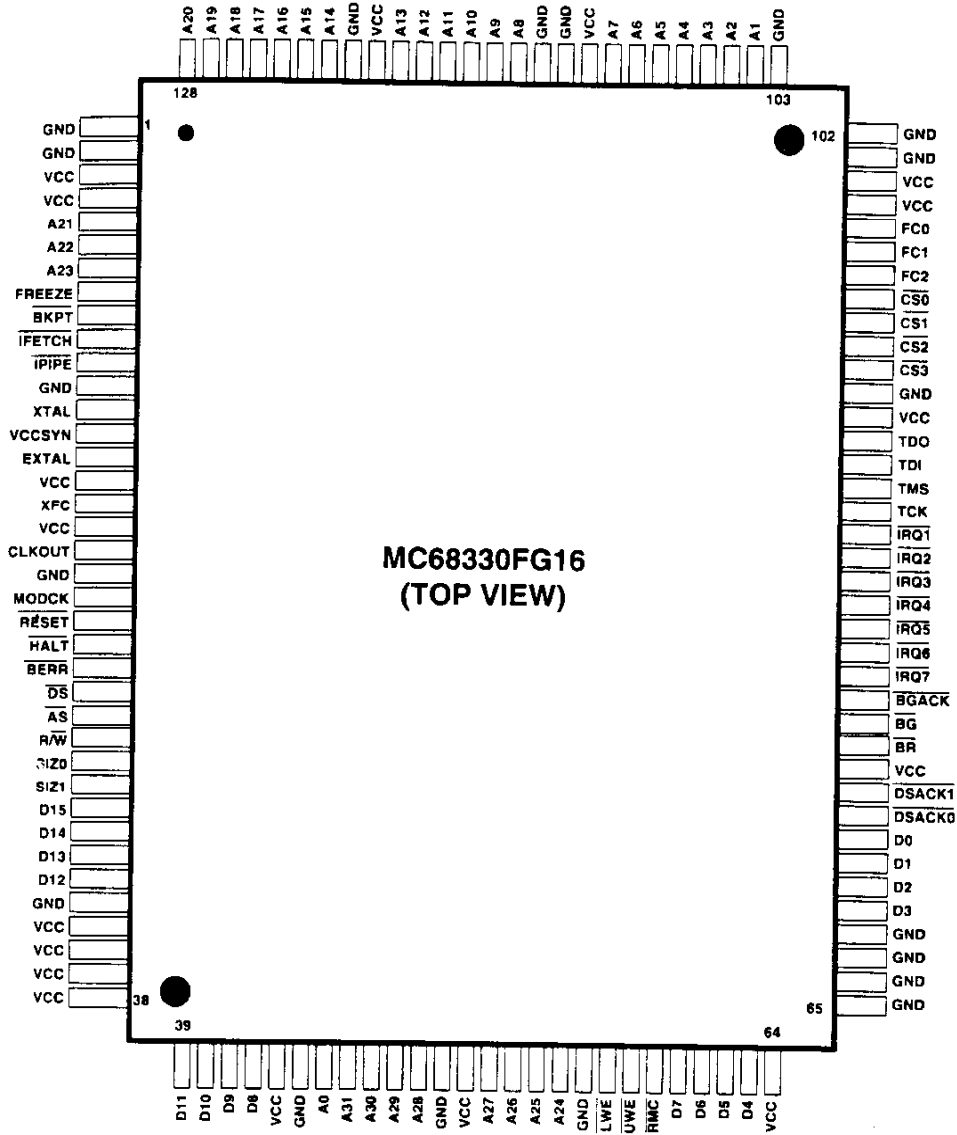 A20 A19 A18 A17 A16 A15 A14 GND VCC A13 A12 A11 A10 A9 A8 GND GND VCC A7 A6 A5 A4 A3 A2 A1 GND
128 103
1 102
GND GND
GND GND
VCC VCC
VCC VCC
A21 FC0
A22 FC1
A23 FC2
FREEZE CS0
BKPT CS1
IFETCH CS2
IPIPE CS3
GND GND
XTAL VCC
VCCSYN TDO
EXTAL TDI
VCC TMS
XFC TCK
VCC IRQ1
CLKOUT IRQ2
GND IRQ3
MODCK IRQ4
RESET IRQ5
HALT IRQ6
BERR IRQ7
DS BGACK
AS BG
R/W BR
SIZ0 VCC
SIZ1 DSACK1
D15 DSACK0
D14 D0
D13 D1
D12 D2
GND D3
VCC GND
VCC GND
VCC GND
VCC GND
MC68330FG16
(TOP VIEW)
38 65
39 64
D11 D10 D9 D8 VCC GND A0 A31 A30 A29 A28 GND VCC A27 A26 A25 A24 GND LWE UWE RMC D7 D6 D5 D4 VCC